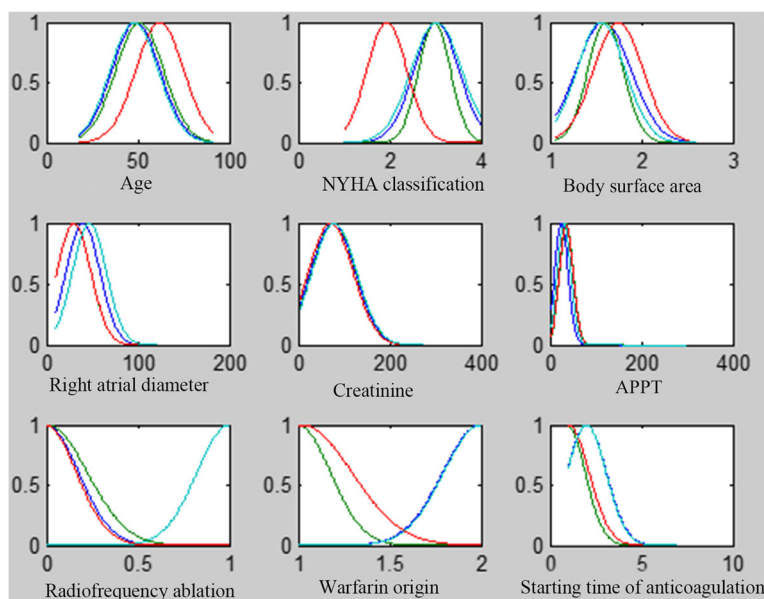 1
0.5
0
0 50 100
Age
1
0.5
0
0 2 4
NYHA classification
1
0.5
0
1 2 3
Body surface area
1
0.5
0
0 100 200
Right atrial diameter
1
0.5
0
0 200 400
Creatinine
1
0.5
0
0 200 400
APPT
1
0.5
0
0 0.5 1
Radiofrequency ablation
1
0.5
0
1 1.5 2
Warfarin origin
1
0.5
0
0 5 10
Starting time of anticoagulation